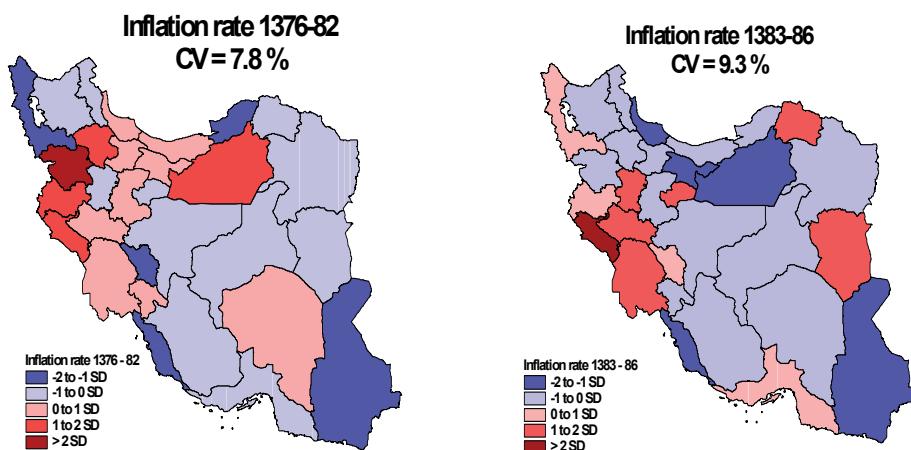 Inflation rate 1376-82
CV = 7.8 %
Inflation rate 1376 - 82
-2 to -1 SD
-1 to 0 SD
0 to 1 SD
1 to 2 SD
> 2 SD
Inflation rate 1383-86
CV = 9.3 %
Inflation rate 1383 - 86
-2 to -1 SD
-1 to 0 SD
0 to 1 SD
1 to 2 SD
> 2 SD